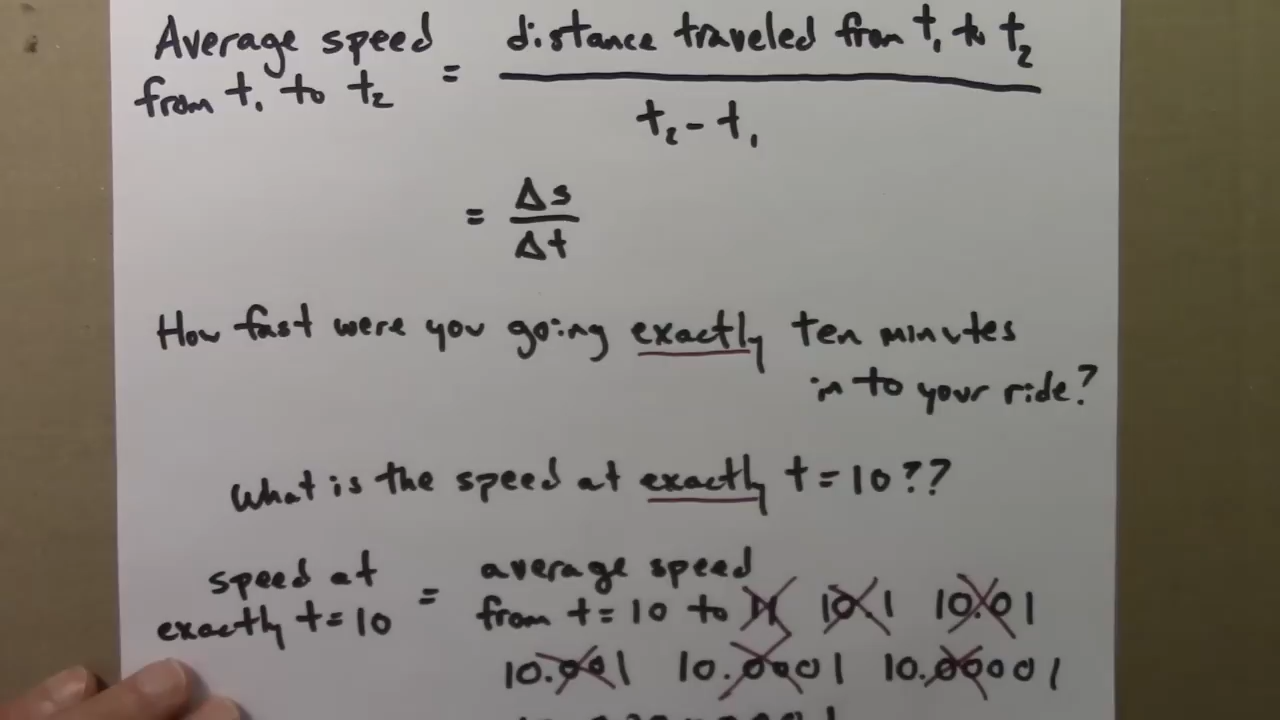 Average speed from t₁ to t₂ = distance traveled from t₁ to t₂ / t₂ - t₁
= Δs / Δt
How fast were you going exactly ten minutes
in to your ride?
What is the speed at exactly t = 10??
speed at exactly t = 10 = average speed
from t = 10 to 11 10.1 10.01
10.001 10.0001 10.00001